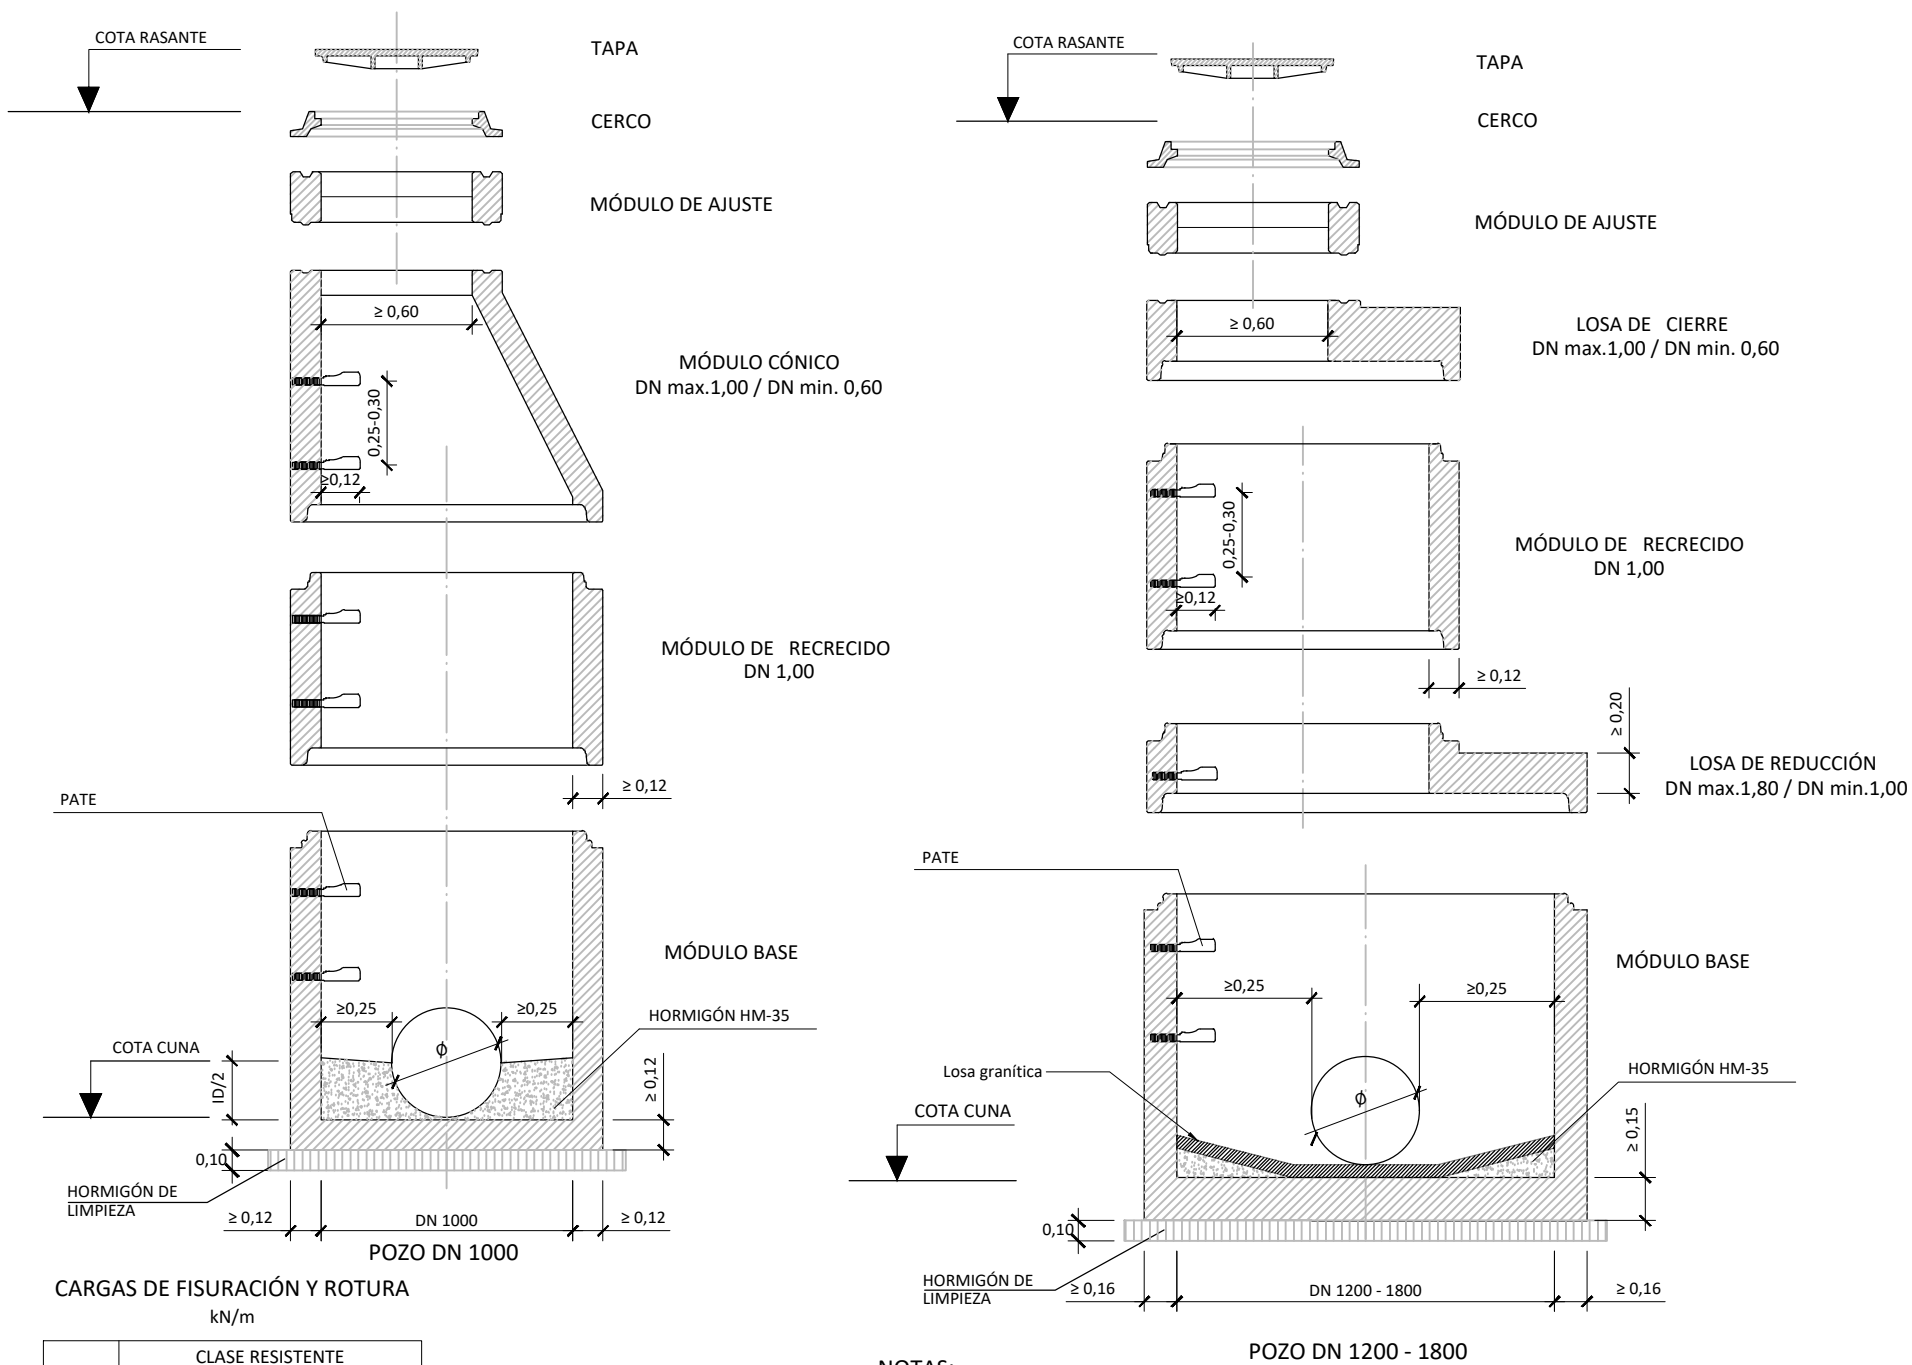 COTA RASANTE
TAPA
CERCO
MÓDULO DE AJUSTE
≥ 0,60
MÓDULO CÓNICO
DN max.1,00 / DN min. 0,60
0,25-0,30
≥0,12
MÓDULO DE RECRECIDO
DN 1,00
≥ 0,12
PATE
MÓDULO BASE
≥0,25
≥0,25
HORMIGÓN HM-35
ϕ
COTA CUNA
ID/2
≥ 0,12
0,10
HORMIGÓN DE
LIMPIEZA
≥ 0,12
DN 1000
≥ 0,12
POZO DN 1000
CARGAS DE FISURACIÓN Y ROTURA
kN/m
CLASE RESISTENTE
COTA RASANTE
TAPA
CERCO
MÓDULO DE AJUSTE
≥ 0,60
LOSA DE CIERRE
DN max.1,00 / DN min. 0,60
0,25-0,30
≥0,12
MÓDULO DE RECRECIDO
DN 1,00
≥ 0,12
≥ 0,20
LOSA DE REDUCCIÓN
DN max.1,80 / DN min.1,00
PATE
MÓDULO BASE
≥0,25
≥0,25
Losa granítica
HORMIGÓN HM-35
ϕ
COTA CUNA
≥ 0,15
0,10
HORMIGÓN DE
LIMPIEZA
≥ 0,16
DN 1200 - 1800
≥ 0,16
POZO DN 1200 - 1800
NOTAS: